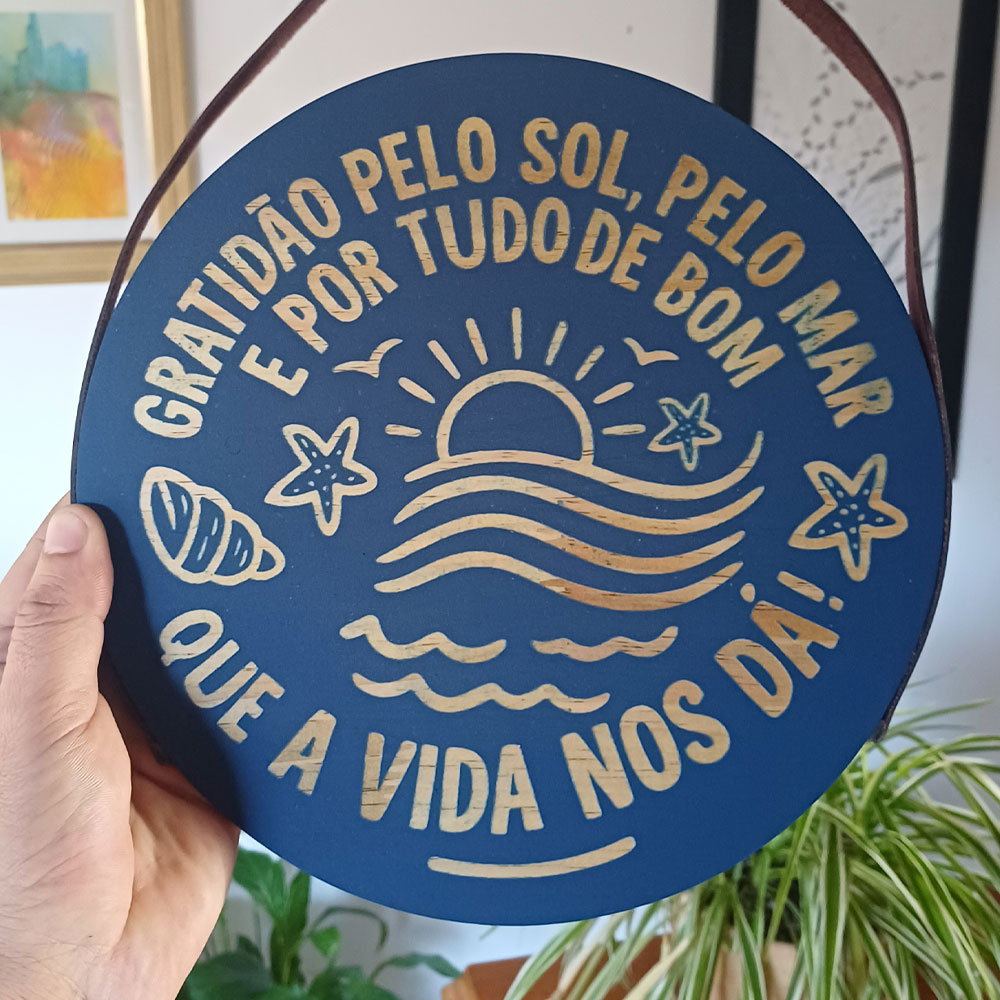 GRATIDÃO PELO SOL, PELO MAR
E POR TUDO DE BOM
QUE A VIDA NOS DÁ!